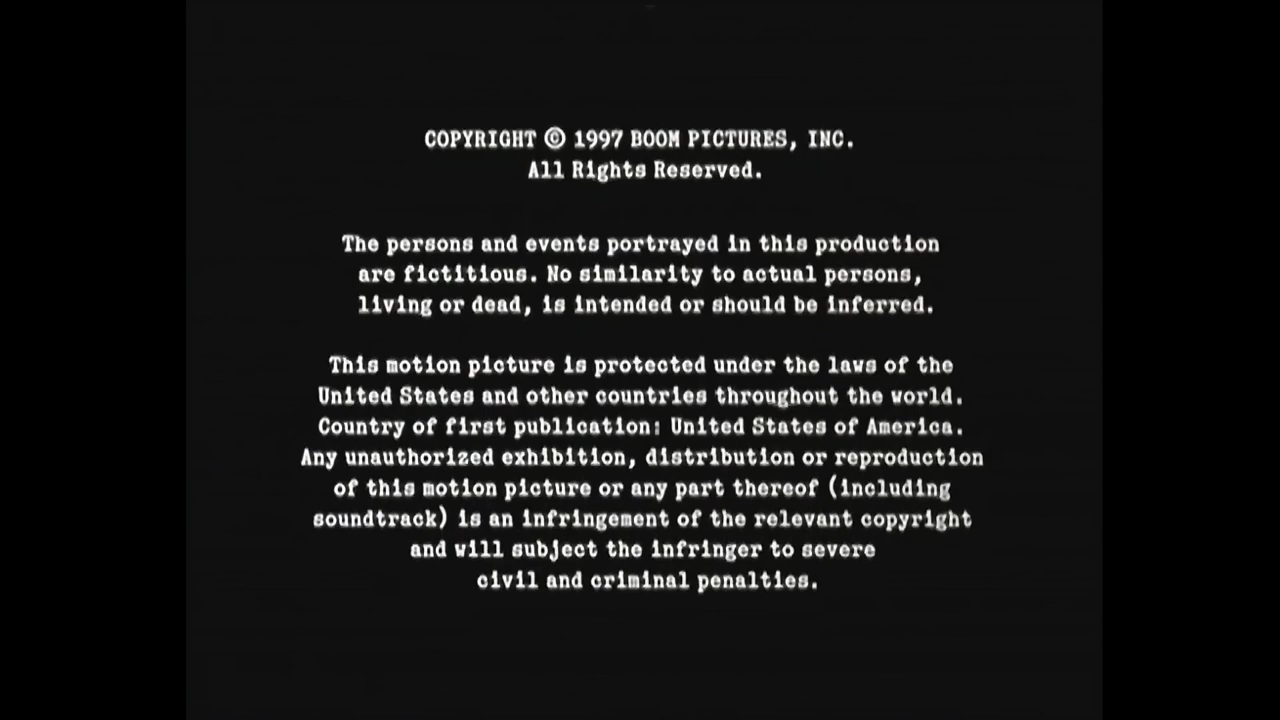 COPYRIGHT © 1997 BOOM PICTURES, INC.
All Rights Reserved.
The persons and events portrayed in this production
are fictitious. No similarity to actual persons,
living or dead, is intended or should be inferred.
This motion picture is protected under the laws of the
United States and other countries throughout the world.
Country of first publication: United States of America.
Any unauthorized exhibition, distribution or reproduction
of this motion picture or any part thereof (including
soundtrack) is an infringement of the relevant copyright
and will subject the infringer to severe
civil and criminal penalties.